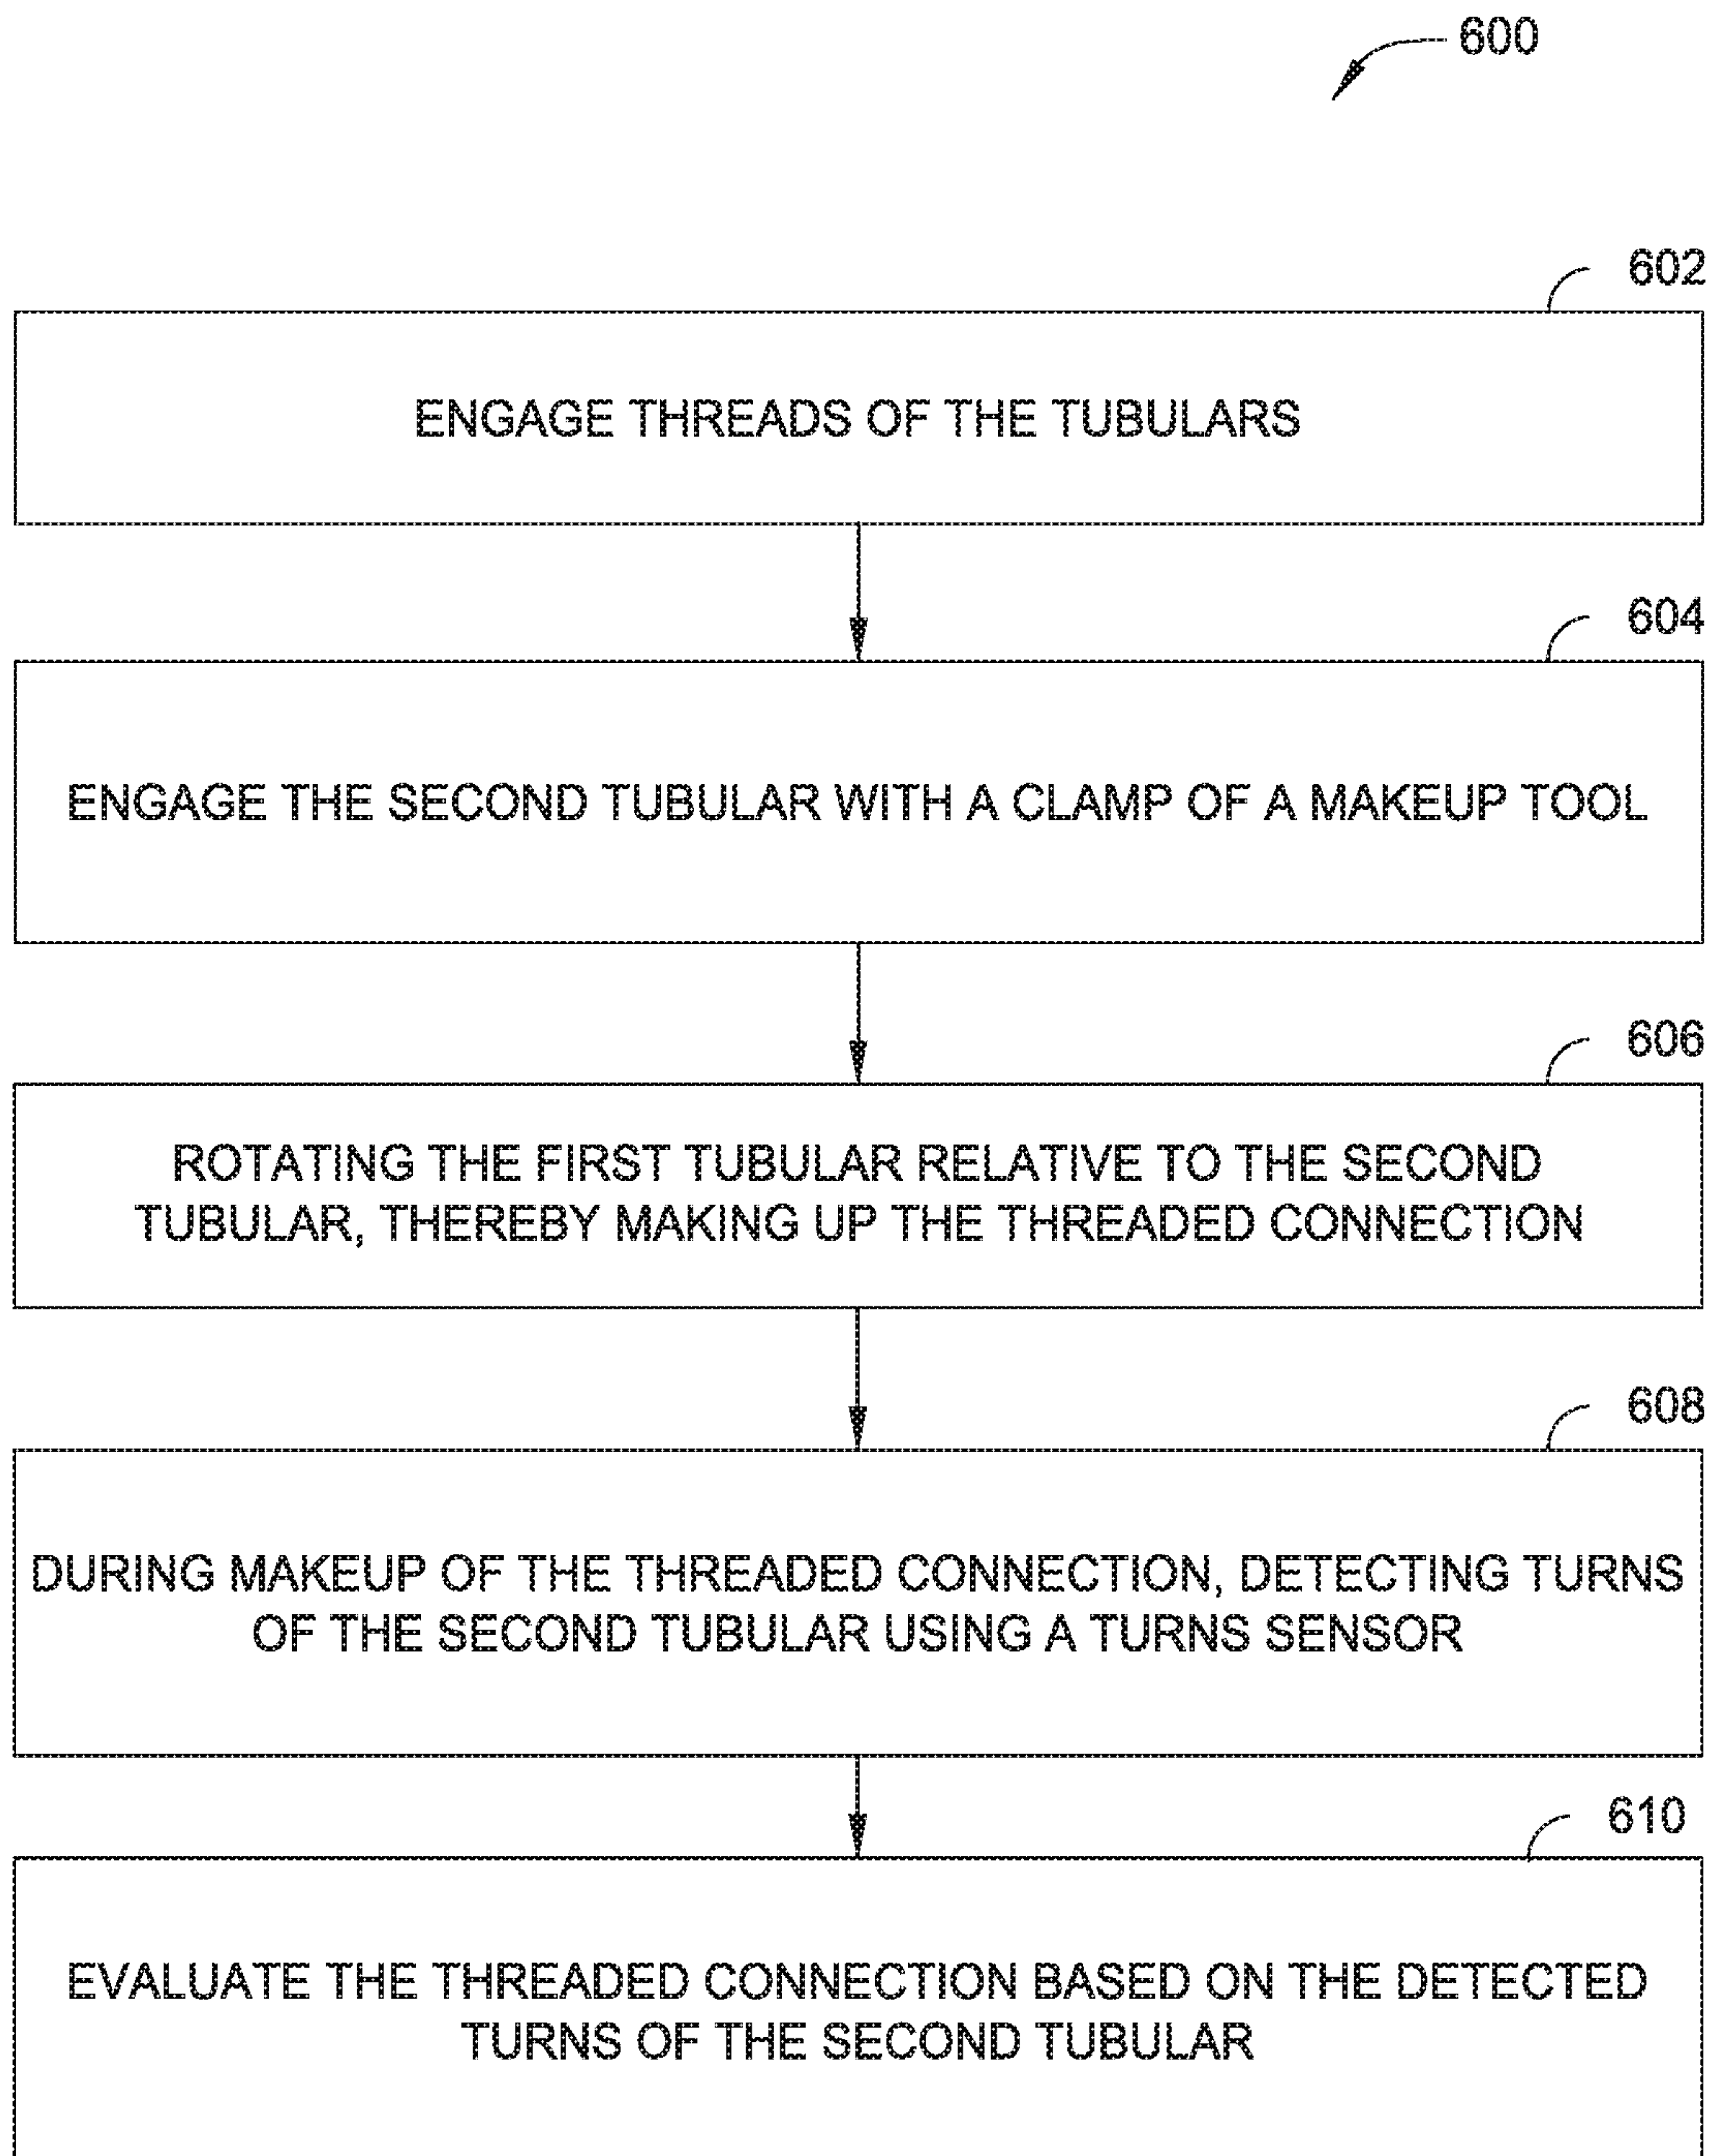 600
602
ENGAGE THREADS OF THE TUBULARS
604
ENGAGE THE SECOND TUBULAR WITH A CLAMP OF A MAKEUP TOOL
606
ROTATING THE FIRST TUBULAR RELATIVE TO THE SECOND
TUBULAR, THEREBY MAKING UP THE THREADED CONNECTION
608
DURING MAKEUP OF THE THREADED CONNECTION, DETECTING TURNS
OF THE SECOND TUBULAR USING A TURNS SENSOR
610
EVALUATE THE THREADED CONNECTION BASED ON THE DETECTED
TURNS OF THE SECOND TUBULAR